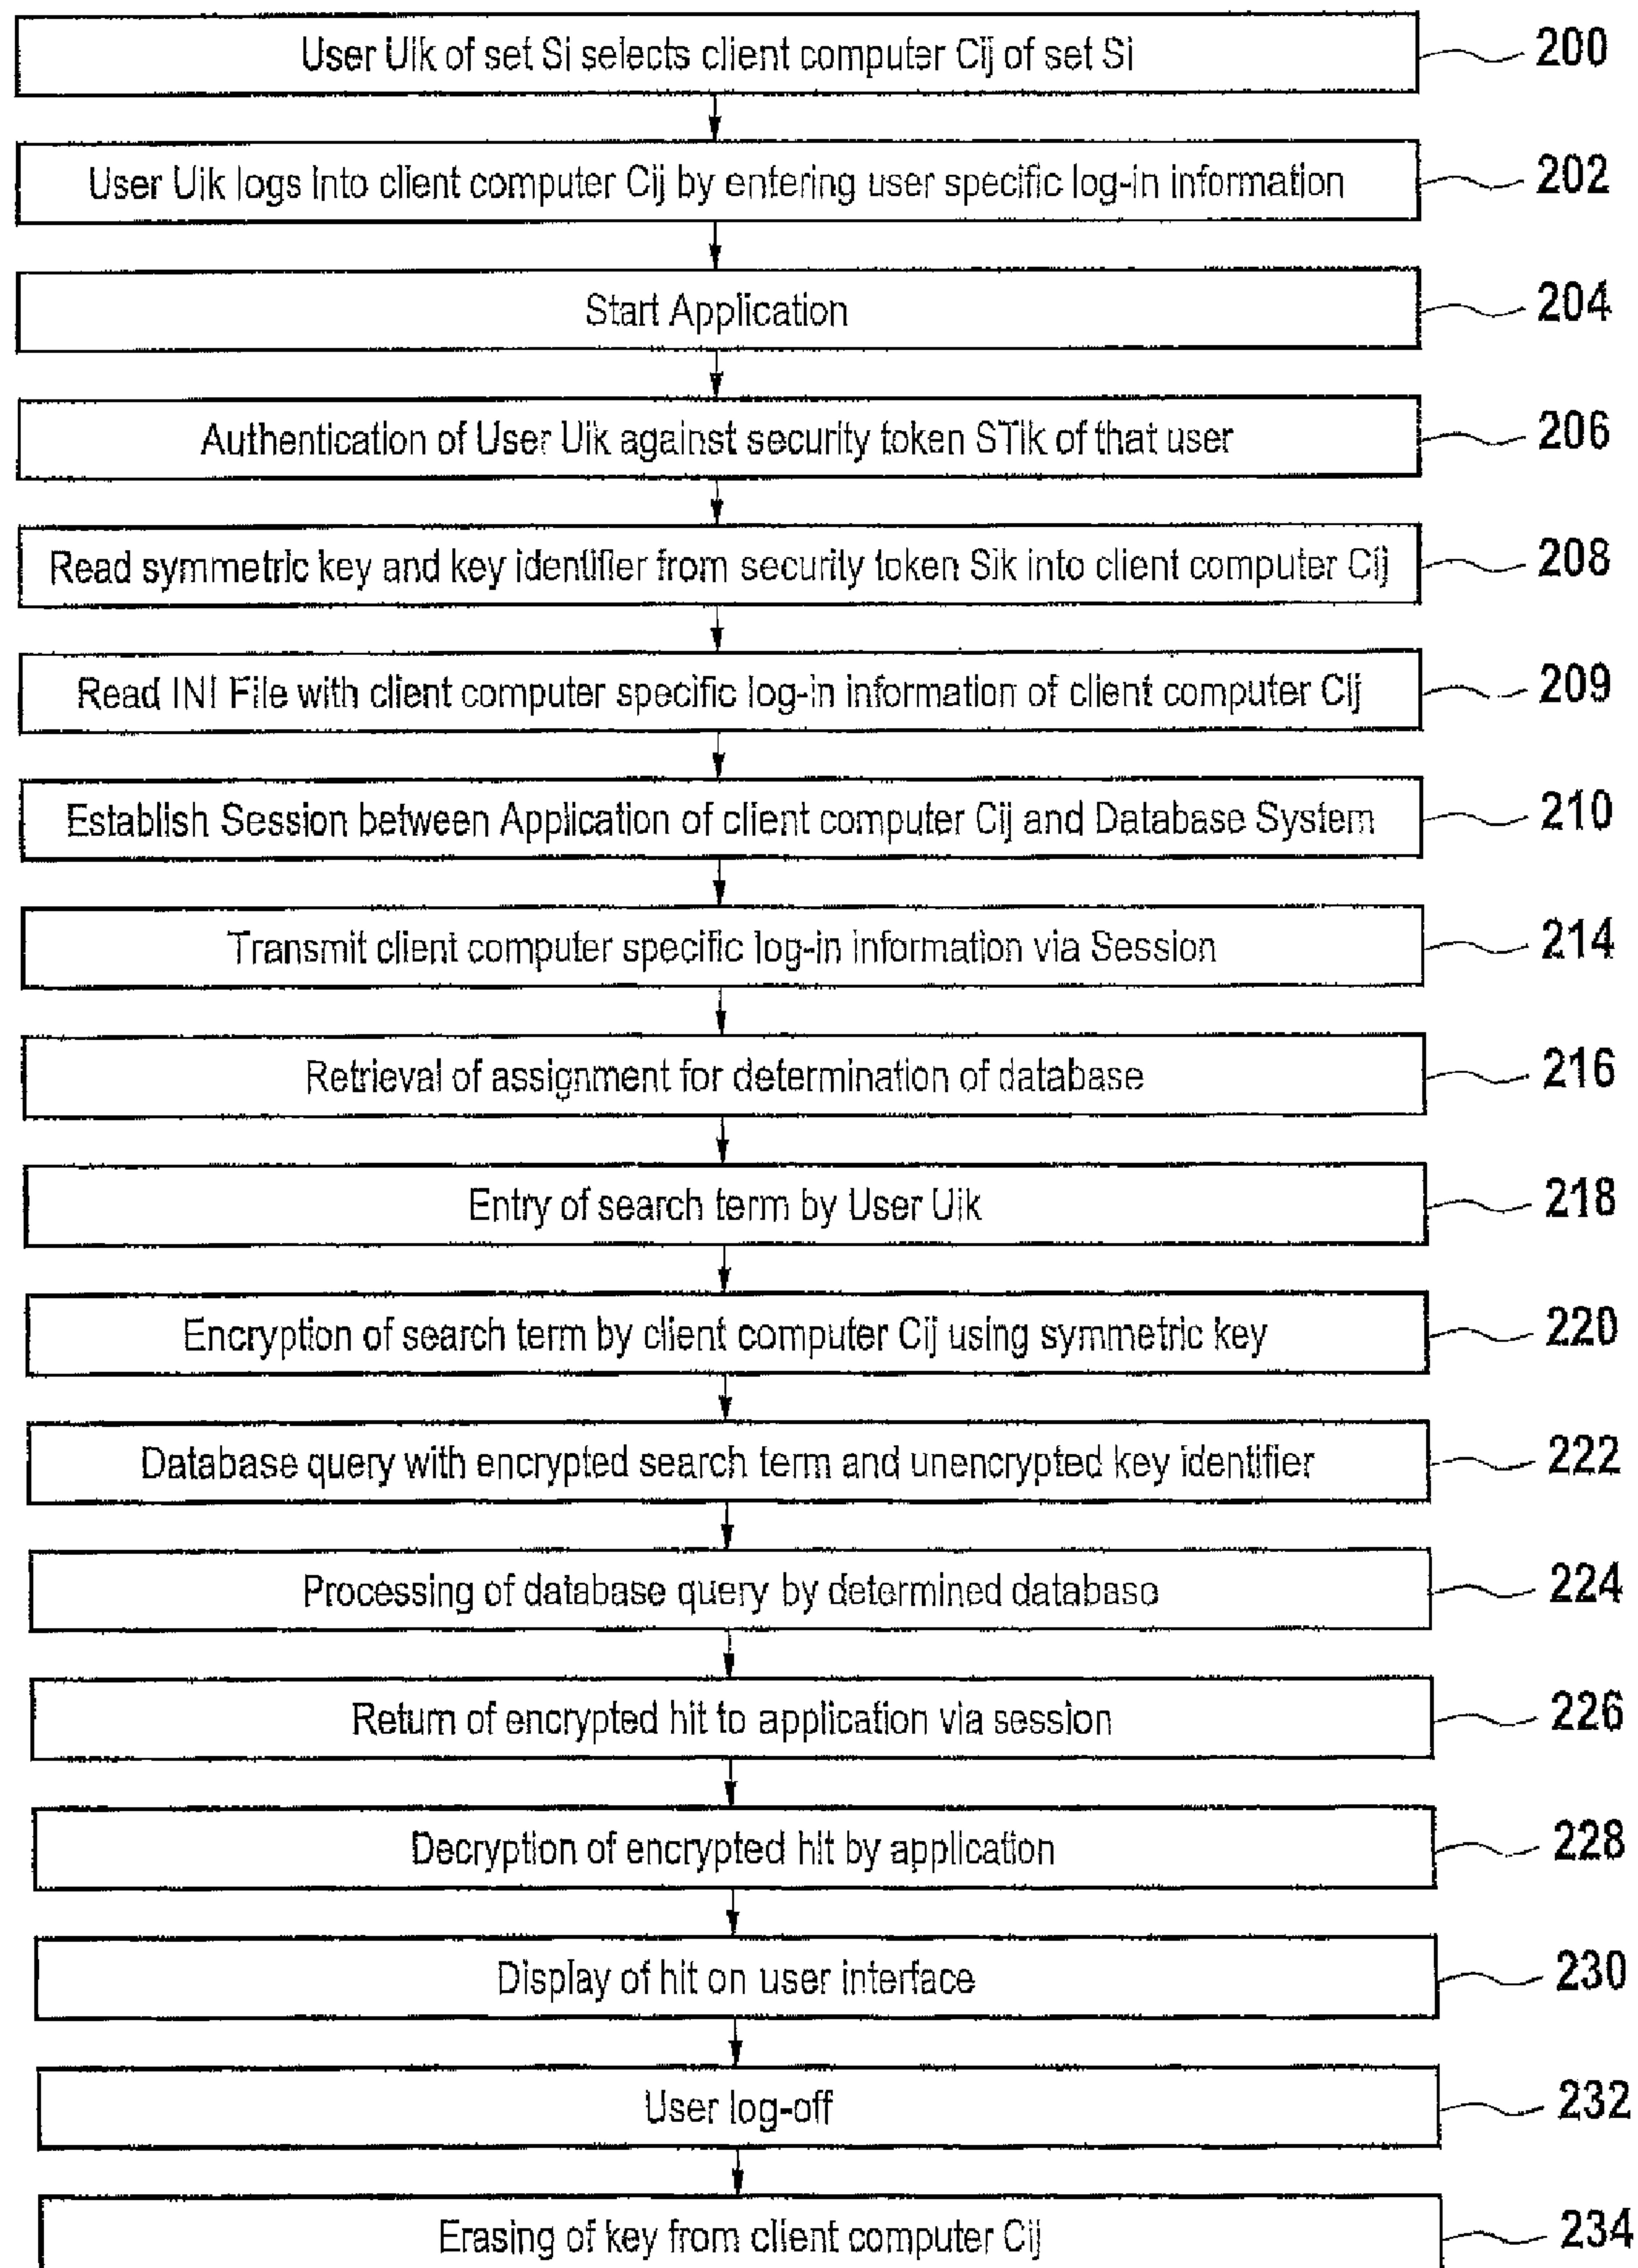 User Uik of set Si selects client computer Cij of set Si 200
User Uik logs into client computer Cij by entering user specific log-in information 202
Start Application 204
Authentication of User Uik against security token STik of that user 206
Read symmetric key and key identifier from security token Sik into client computer Cij 208
Read INI File with client computer specific log-in information of client computer Cij 209
Establish Session between Application of client computer Cij and Database System 210
Transmit client computer specific log-in information via Session 214
Retrieval of assignment for determination of database 216
Entry of search term by User Uik 218
Encryption of search term by client computer Cij using symmetric key 220
Database query with encrypted search term and unencrypted key identifier 222
Processing of database query by determined database 224
Return of encrypted hit to application via session 226
Decryption of encrypted hit by application 228
Display of hit on user interface 230
User log-off 232
Erasing of key from client computer Cij 234